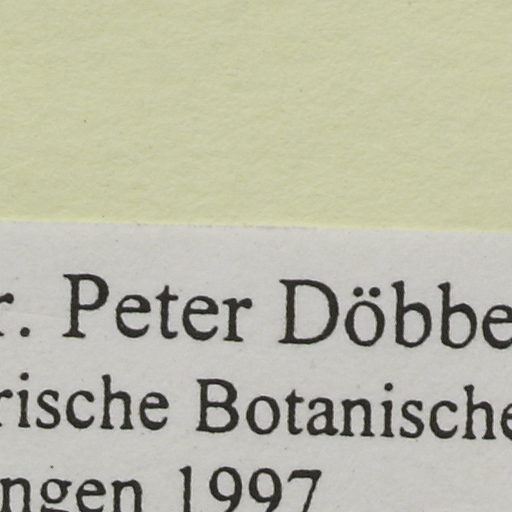 r. Peter Döbbe
rische Botanische
ngen 1997